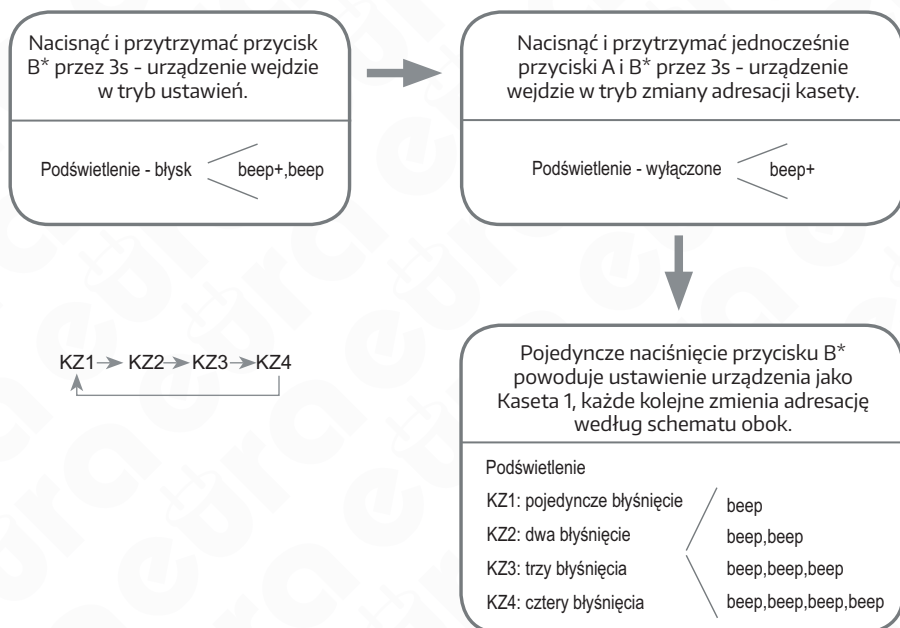 Nacisnąć i przytrzymać przycisk
B* przez 3s - urządzenie wejdzie
w tryb ustawień.
Podświetlenie - błysk
beep+,beep
Nacisnąć i przytrzymać jednocześnie
przyciski A i B* przez 3s - urządzenie
wejdzie w tryb zmiany adresacji kasety.
Podświetlenie - wyłączone
beep+
KZ1 KZ2 KZ3 KZ4
Pojedyncze naciśnięcie przycisku B*
powoduje ustawienie urządzenia jako
Kaseta 1, każde kolejne zmienia adresację
według schematu obok.
Podświetlenie
KZ1: pojedyncze błyśnięcie
beep
KZ2: dwa błyśnięcie
beep,beep
KZ3: trzy błyśnięcia
beep,beep,beep
KZ4: cztery błyśnięcia
beep,beep,beep,beep